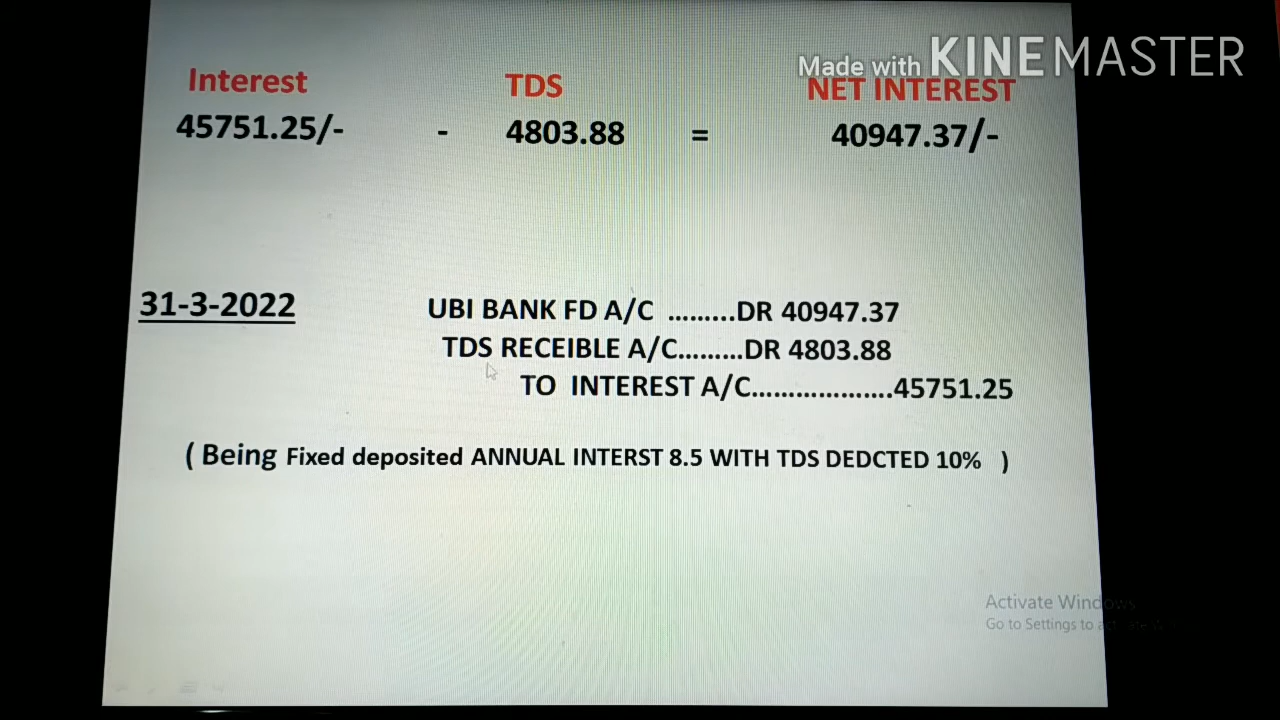 Made with KINEMASTER
Interest TDS NET INTEREST
45751.25/- - 4803.88 = 40947.37/-
31-3-2022 UBI BANK FD A/C .........DR 40947.37
TDS RECEIBLE A/C.........DR 4803.88
TO INTEREST A/C...................45751.25
( Being Fixed deposited ANNUAL INTERST 8.5 WITH TDS DEDCTED 10% )
Activate Windows
Go to Settings to